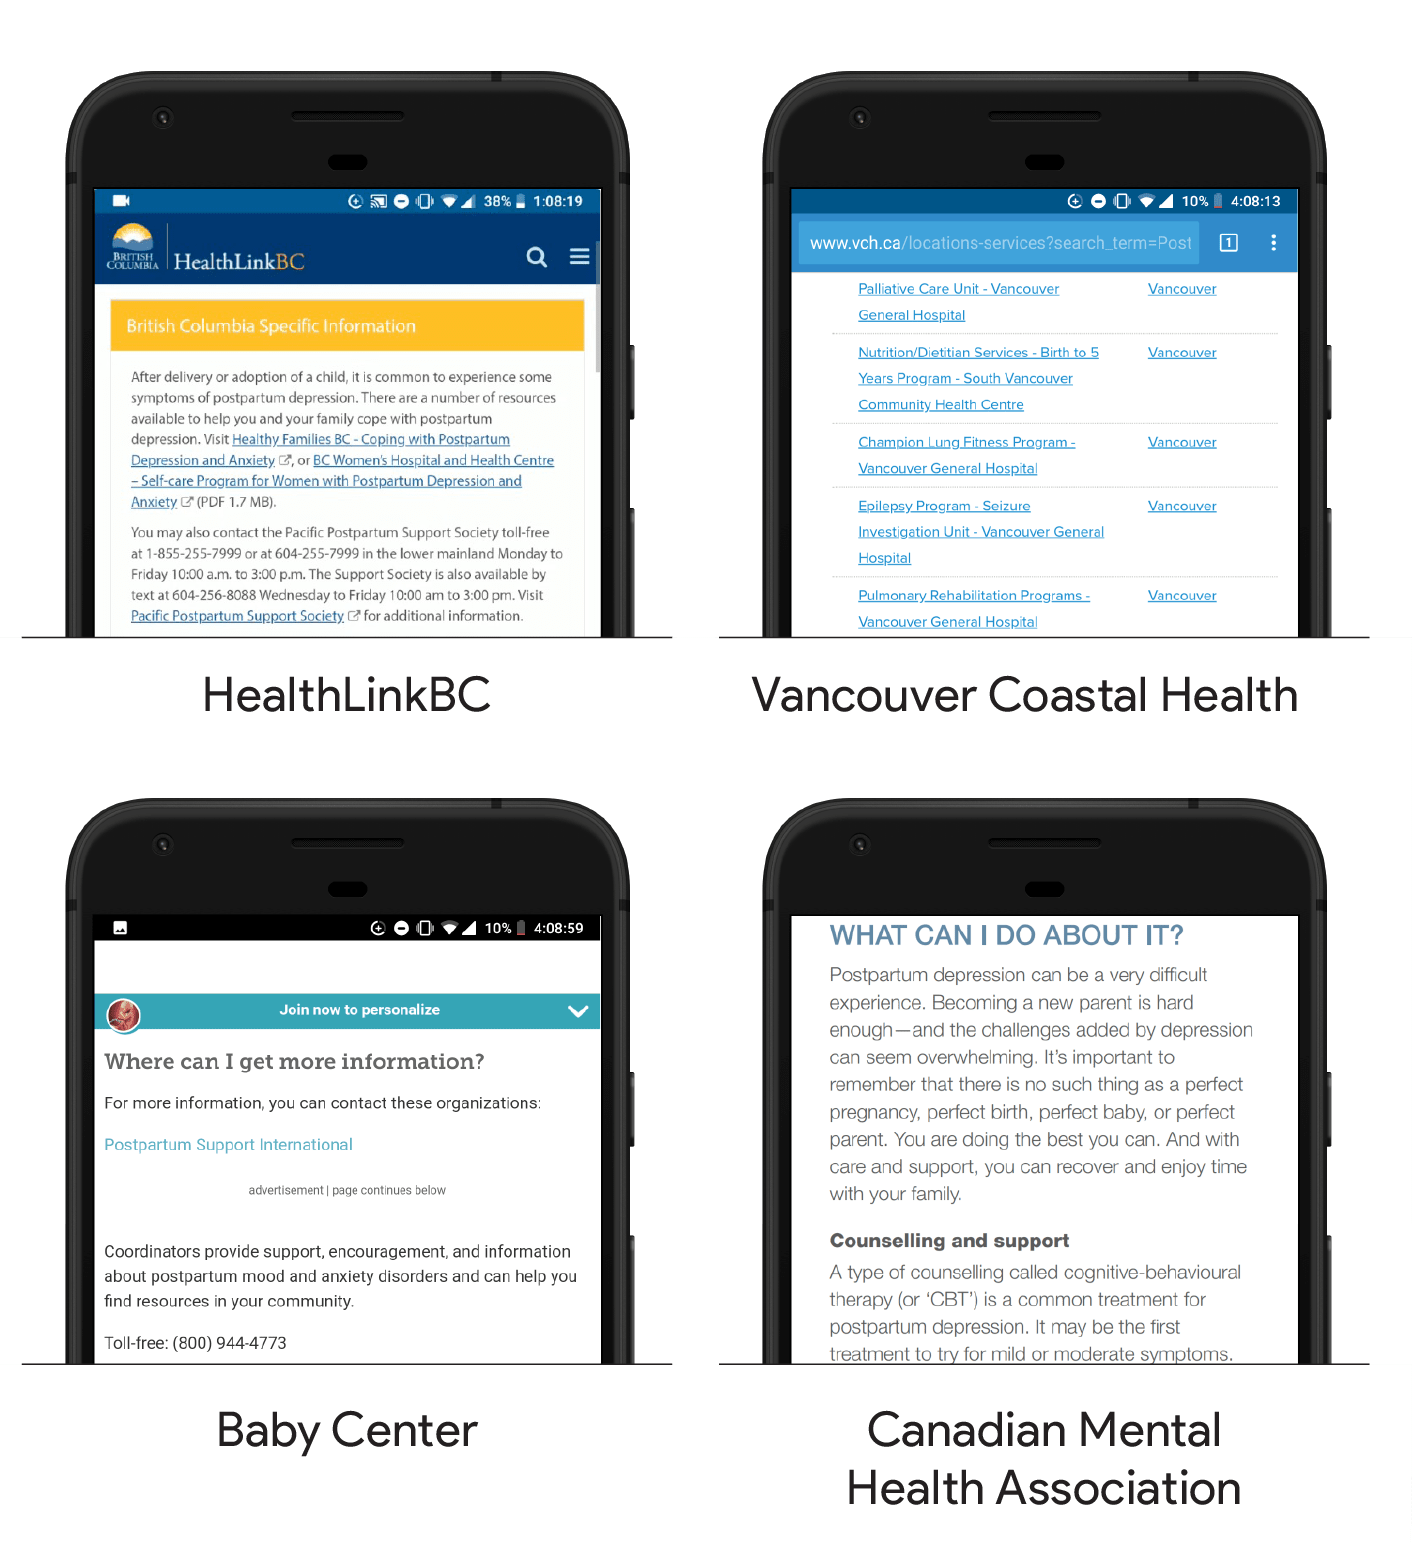 38% 1:08:19
BRITISH
COLUMBIA
HealthLinkBC
British Columbia Specific Information
After delivery or adoption of a child, it is common to experience some
symptoms of postpartum depression. There are a number of resources
available to help you and your family cope with postpartum
depression. Visit Healthy Families BC - Coping with Postpartum
Depression and Anxiety , or BC Women's Hospital and Health Centre
– Self-care Program for Women with Postpartum Depression and
Anxiety (PDF 1.7 MB).
You may also contact the Pacific Postpartum Support Society toll-free
at 1-855-255-7999 or at 604-255-7999 in the lower mainland Monday to
Friday 10:00 a.m. to 3:00 p.m. The Support Society is also available by
text at 604-256-8088 Wednesday to Friday 10:00 am to 3:00 pm. Visit
Pacific Postpartum Support Society for additional information.
HealthLinkBC
10% 4:08:13
www.vch.ca/locations-services?search_term=Post
1
Palliative Care Unit - Vancouver Vancouver
General Hospital
Nutrition/Dietitian Services - Birth to 5 Vancouver
Years Program - South Vancouver
Community Health Centre
Champion Lung Fitness Program - Vancouver
Vancouver General Hospital
Epilepsy Program - Seizure Vancouver
Investigation Unit - Vancouver General
Hospital
Pulmonary Rehabilitation Programs - Vancouver
Vancouver General Hospital
Vancouver Coastal Health
10% 4:08:59
Join now to personalize
Where can I get more information?
For more information, you can contact these organizations:
Postpartum Support International
advertisement | page continues below
Coordinators provide support, encouragement, and information
about postpartum mood and anxiety disorders and can help you
find resources in your community.
Toll-free: (800) 944-4773
Baby Center
WHAT CAN I DO ABOUT IT?
Postpartum depression can be a very difficult
experience. Becoming a new parent is hard
enough—and the challenges added by depression
can seem overwhelming. It's important to
remember that there is no such thing as a perfect
pregnancy, perfect birth, perfect baby, or perfect
parent. You are doing the best you can. And with
care and support, you can recover and enjoy time
with your family.
Counselling and support
A type of counselling called cognitive-behavioural
therapy (or 'CBT') is a common treatment for
postpartum depression. It may be the first
treatment to try for mild or moderate symptoms.
Canadian Mental
Health Association